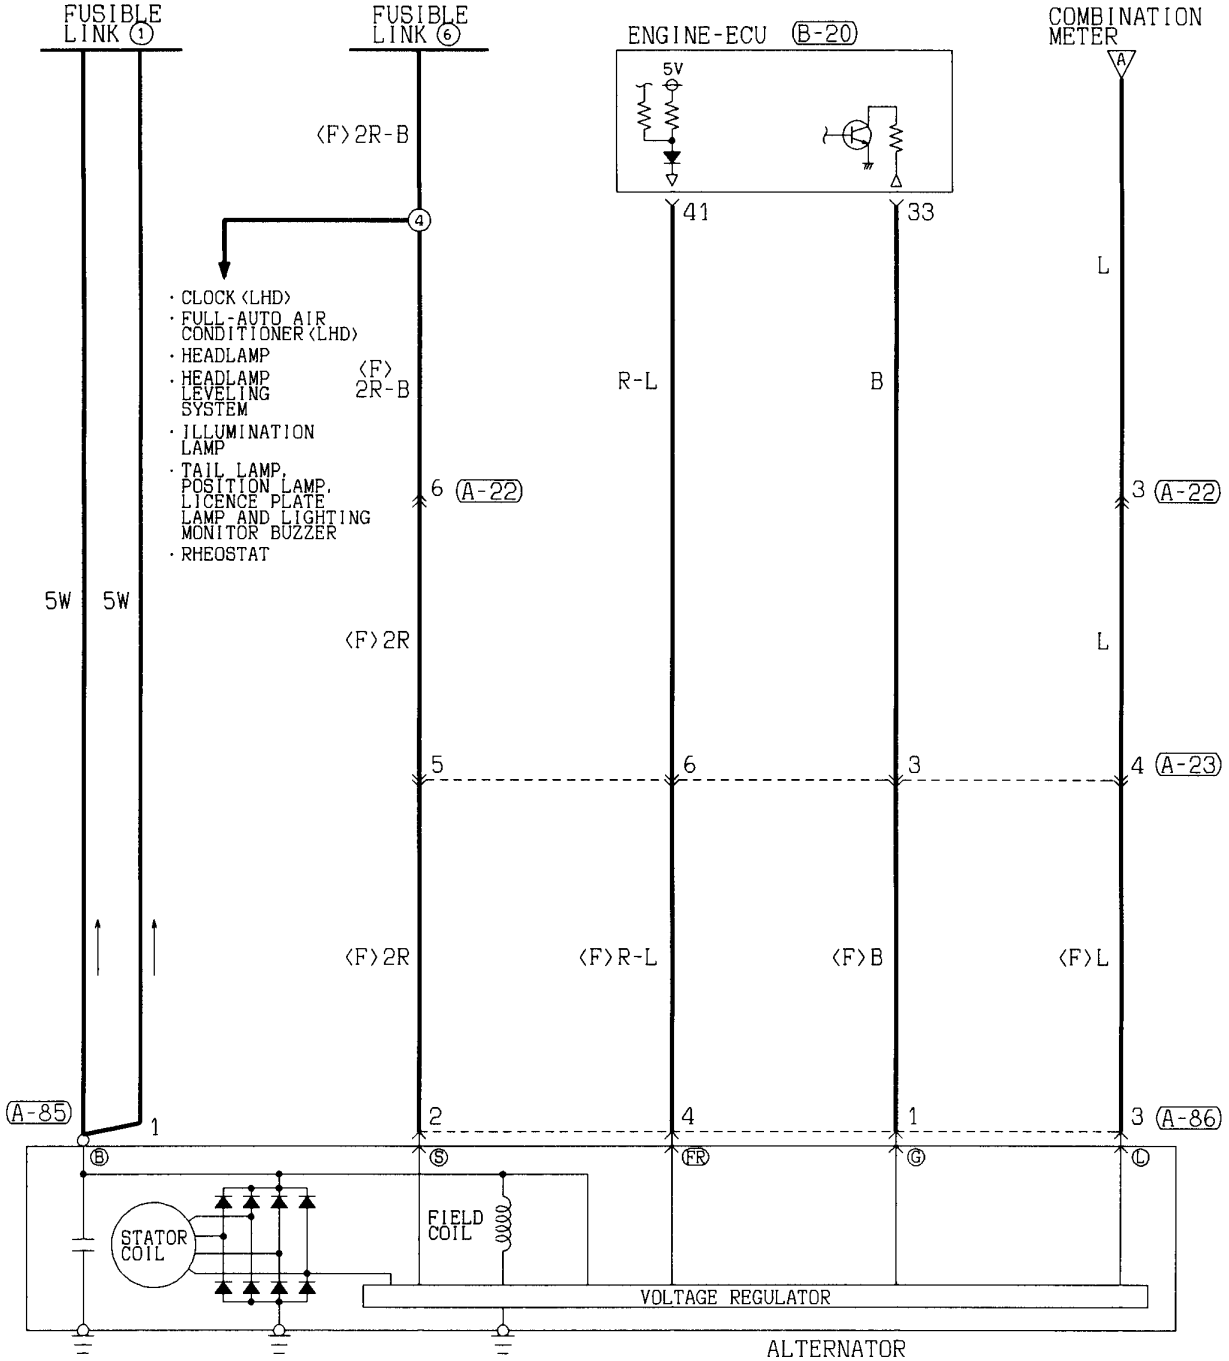 FUSIBLE
LINK ①
FUSIBLE
LINK ⑥
ENGINE-ECU (B-20)
COMBINATION
METER
A
5V
<F>2R-B
④
41
33
L
· CLOCK<LHD>
· FULL-AUTO AIR
CONDITIONER<LHD>
· HEADLAMP
· HEADLAMP
LEVELING
SYSTEM
· ILLUMINATION
LAMP
· TAIL LAMP,
POSITION LAMP,
LICENCE PLATE
LAMP AND LIGHTING
MONITOR BUZZER
· RHEOSTAT
<F>
2R-B
R-L
B
6 (A-22)
3 (A-22)
5W
5W
<F>2R
L
5
6
3
4 (A-23)
<F>2R
<F>R-L
<F>B
<F>L
(A-85)
1
2
4
1
3 (A-86)
B
S
FR
G
L
STATOR
COIL
FIELD
COIL
VOLTAGE REGULATOR
ALTERNATOR